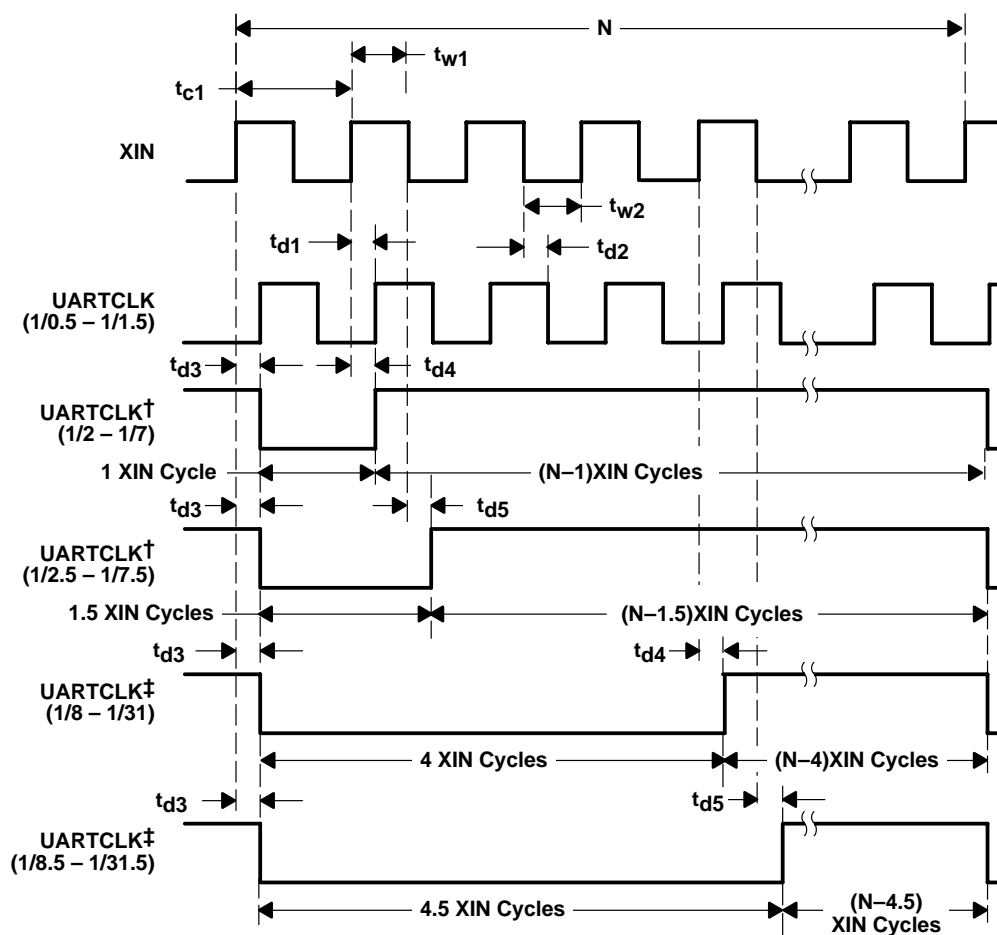 N
tw1
tc1
XIN
tw2
td1
td2
UARTCLK
(1/0.5 – 1/1.5)
td3
td4
UARTCLK†
(1/2 – 1/7)
1 XIN Cycle
(N–1)XIN Cycles
td3
td5
UARTCLK†
(1/2.5 – 1/7.5)
1.5 XIN Cycles
(N–1.5)XIN Cycles
td3
td4
UARTCLK‡
(1/8 – 1/31)
4 XIN Cycles
(N–4)XIN Cycles
td3
td5
UARTCLK‡
(1/8.5 – 1/31.5)
4.5 XIN Cycles
(N–4.5)
XIN Cycles